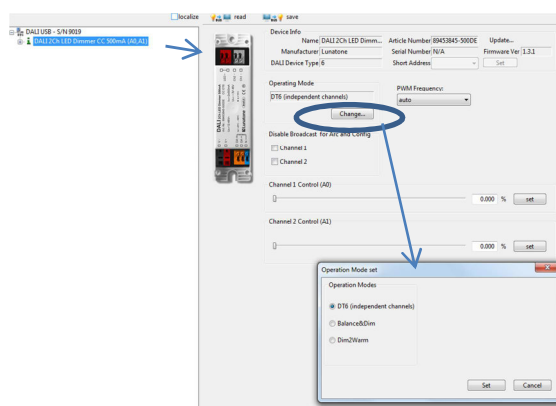 localize
read
save
DALI USB - S/N 9019
DALI 2Ch LED Dimmer CC 500mA (A0,A1)
Device Info
Name DALI 2Ch LED Dimm... Article Number 89453845-500DE Update...
Manufacturer Lunatone Serial Number N/A Firmware Ver 1.3.1
DALI Device Type 6 Short Address Set
Operating Mode
DT6 (independent channels)
Change...
PWM Frequency:
auto
Disable Broadcast for Arc and Config
Channel 1
Channel 2
Channel 1 Control (A0)
0.000 % set
Channel 2 Control (A1)
0.000 % set
Operation Mode set
Operation Modes
DT6 (independent channels)
Balance&Dim
Dim2Warm
Set Cancel